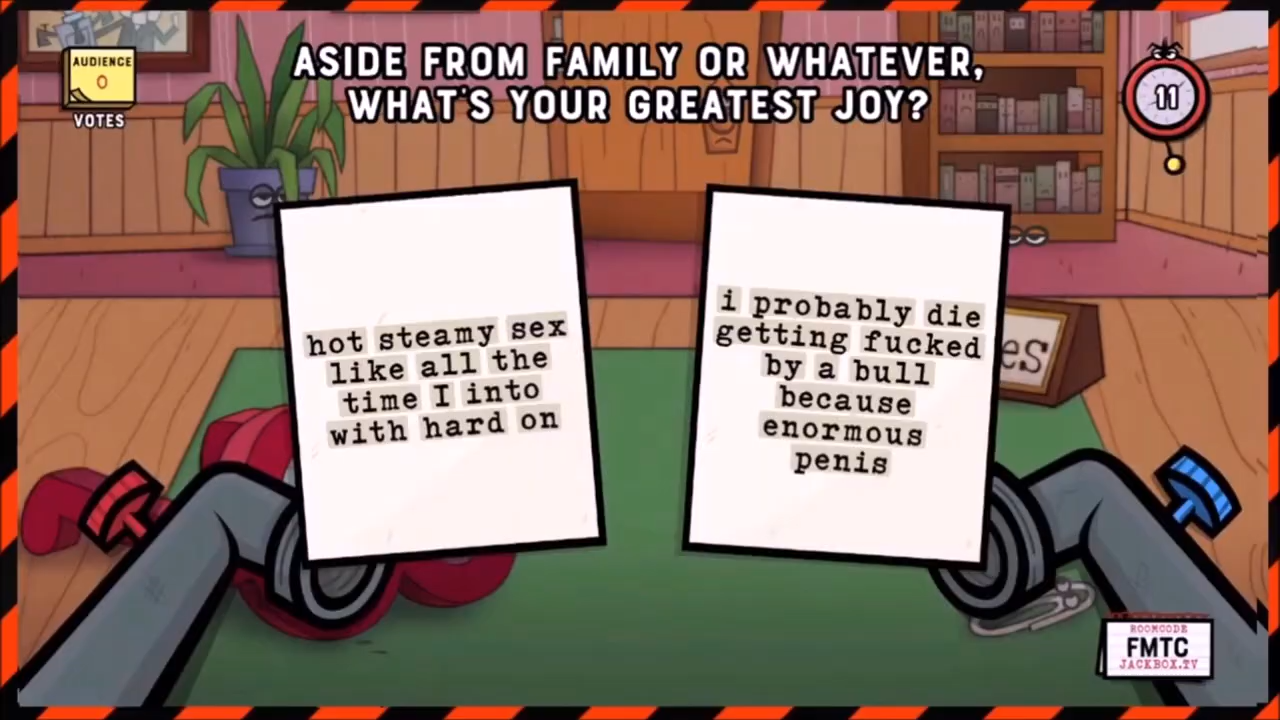 ASIDE FROM FAMILY OR WHATEVER,
WHAT'S YOUR GREATEST JOY?
AUDIENCE
0
VOTES
11
hot steamy sex
like all the
time I into
with hard on
i probably die
getting fucked
by a bull
because
enormous
penis
es
ROOMCODE
FMTC
JACKBOX.TV